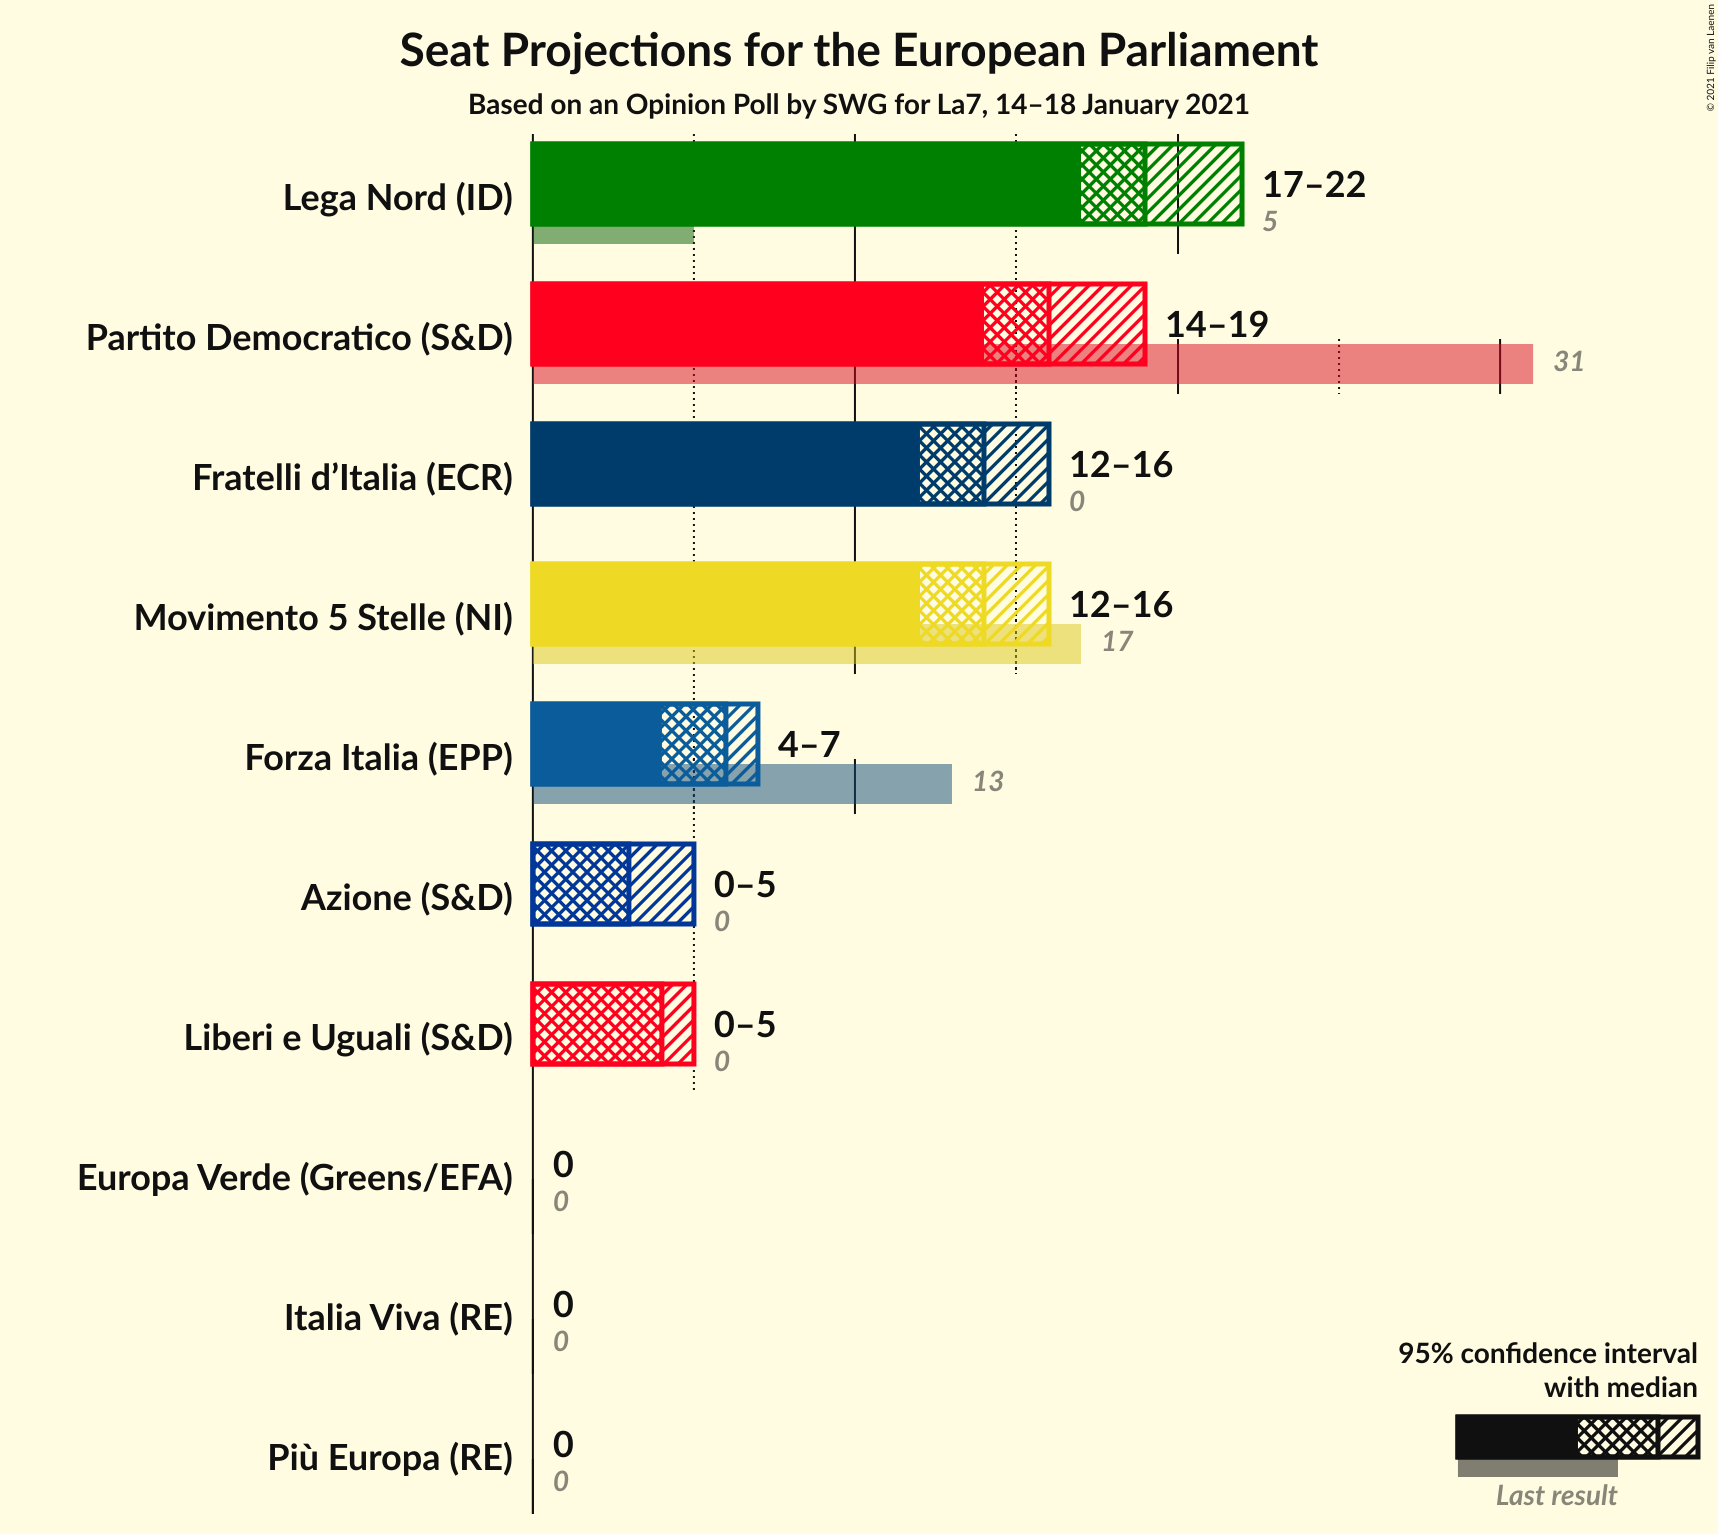 Seat Projections for the European Parliament
Based on an Opinion Poll by SWG for La7, 14–18 January 2021
© 2021 Filip van Laenen
Lega Nord (ID)
17–22
5
Partito Democratico (S&D)
14–19
31
Fratelli d’Italia (ECR)
12–16
0
Movimento 5 Stelle (NI)
12–16
17
Forza Italia (EPP)
4–7
13
Azione (S&D)
0–5
0
Liberi e Uguali (S&D)
0–5
0
Europa Verde (Greens/EFA)
0
0
Italia Viva (RE)
0
0
Più Europa (RE)
0
0
95% confidence interval
with median
Last result